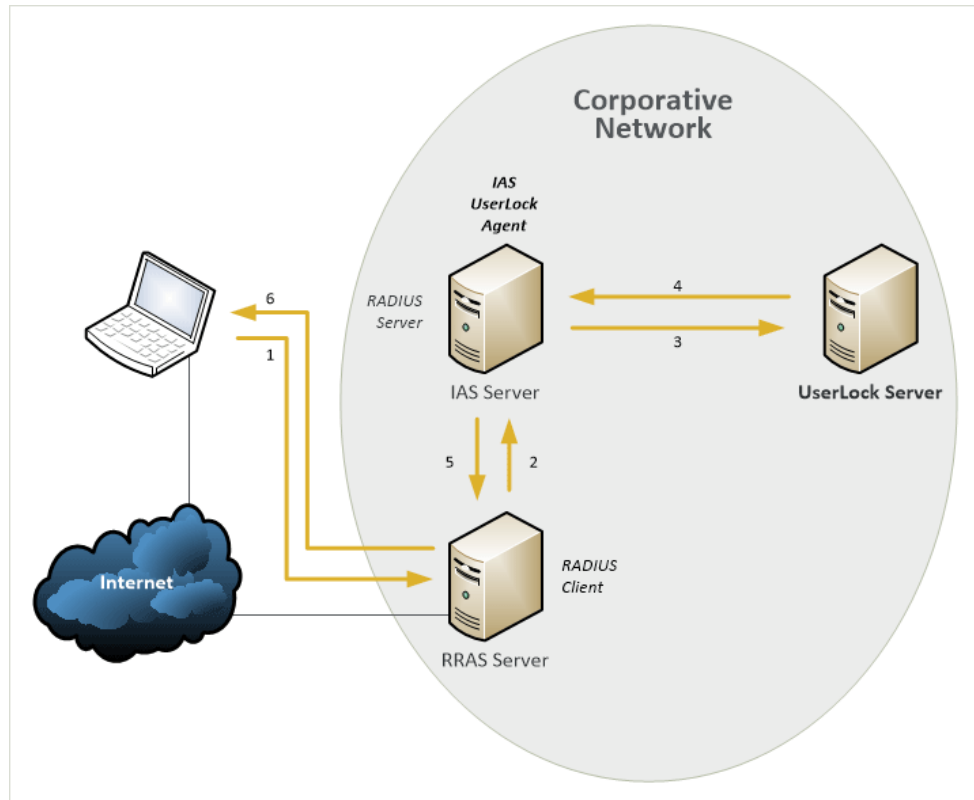 Corporative
Network
IAS
UserLock
Agent
RADIUS
Server
IAS Server
4
3
UserLock Server
6
1
5
2
Internet
RADIUS
Client
RRAS Server